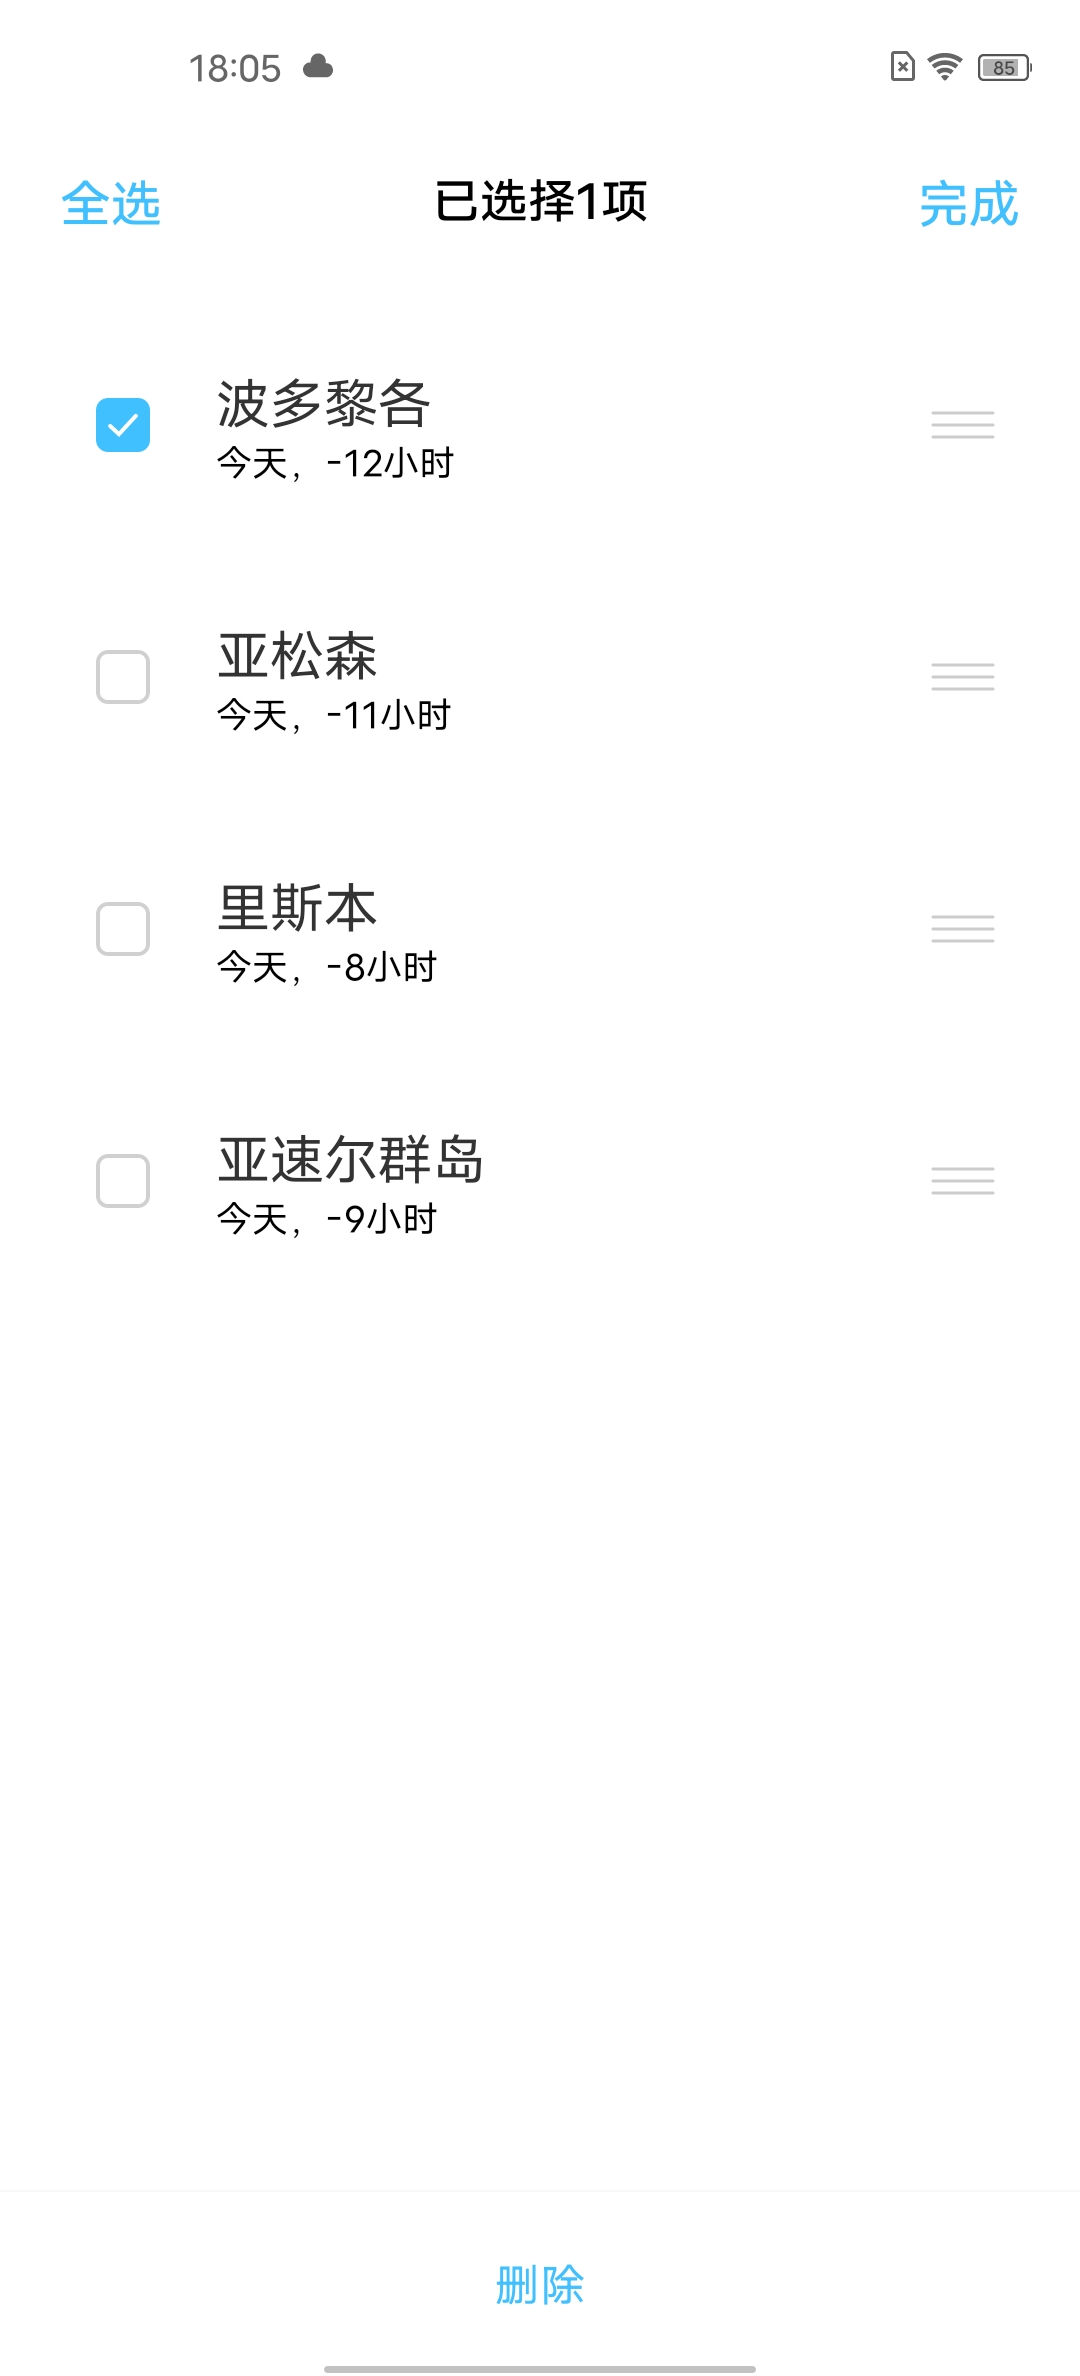 18:05
85
全选
已选择1项
完成
波多黎各
今天，-12小时
亚松森
今天，-11小时
里斯本
今天，-8小时
亚速尔群岛
今天，-9小时
删除